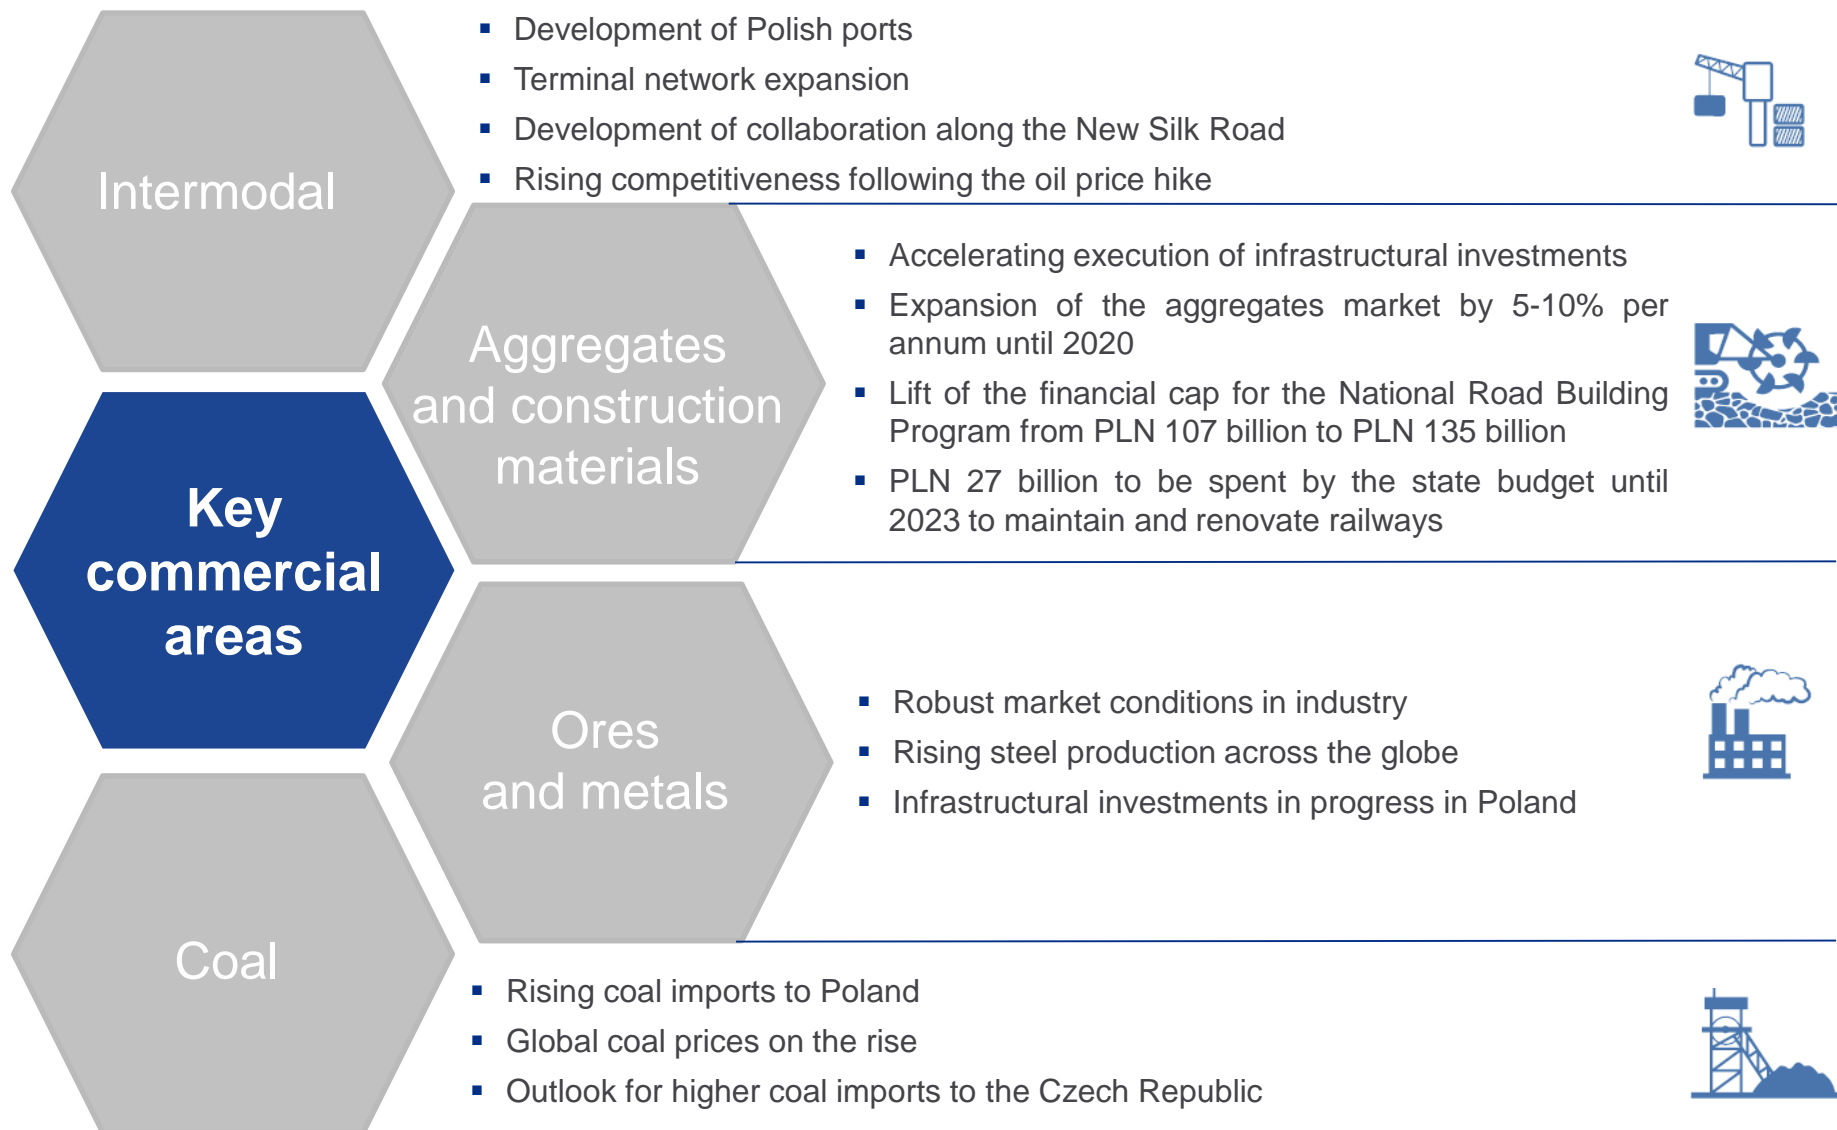 Intermodal
▪ Development of Polish ports
▪ Terminal network expansion
▪ Development of collaboration along the New Silk Road
▪ Rising competitiveness following the oil price hike
Aggregates
and construction
materials
▪ Accelerating execution of infrastructural investments
▪ Expansion of the aggregates market by 5-10% per
annum until 2020
▪ Lift of the financial cap for the National Road Building
Program from PLN 107 billion to PLN 135 billion
▪ PLN 27 billion to be spent by the state budget until
2023 to maintain and renovate railways
Key
commercial
areas
Ores
and metals
▪ Robust market conditions in industry
▪ Rising steel production across the globe
▪ Infrastructural investments in progress in Poland
Coal
▪ Rising coal imports to Poland
▪ Global coal prices on the rise
▪ Outlook for higher coal imports to the Czech Republic